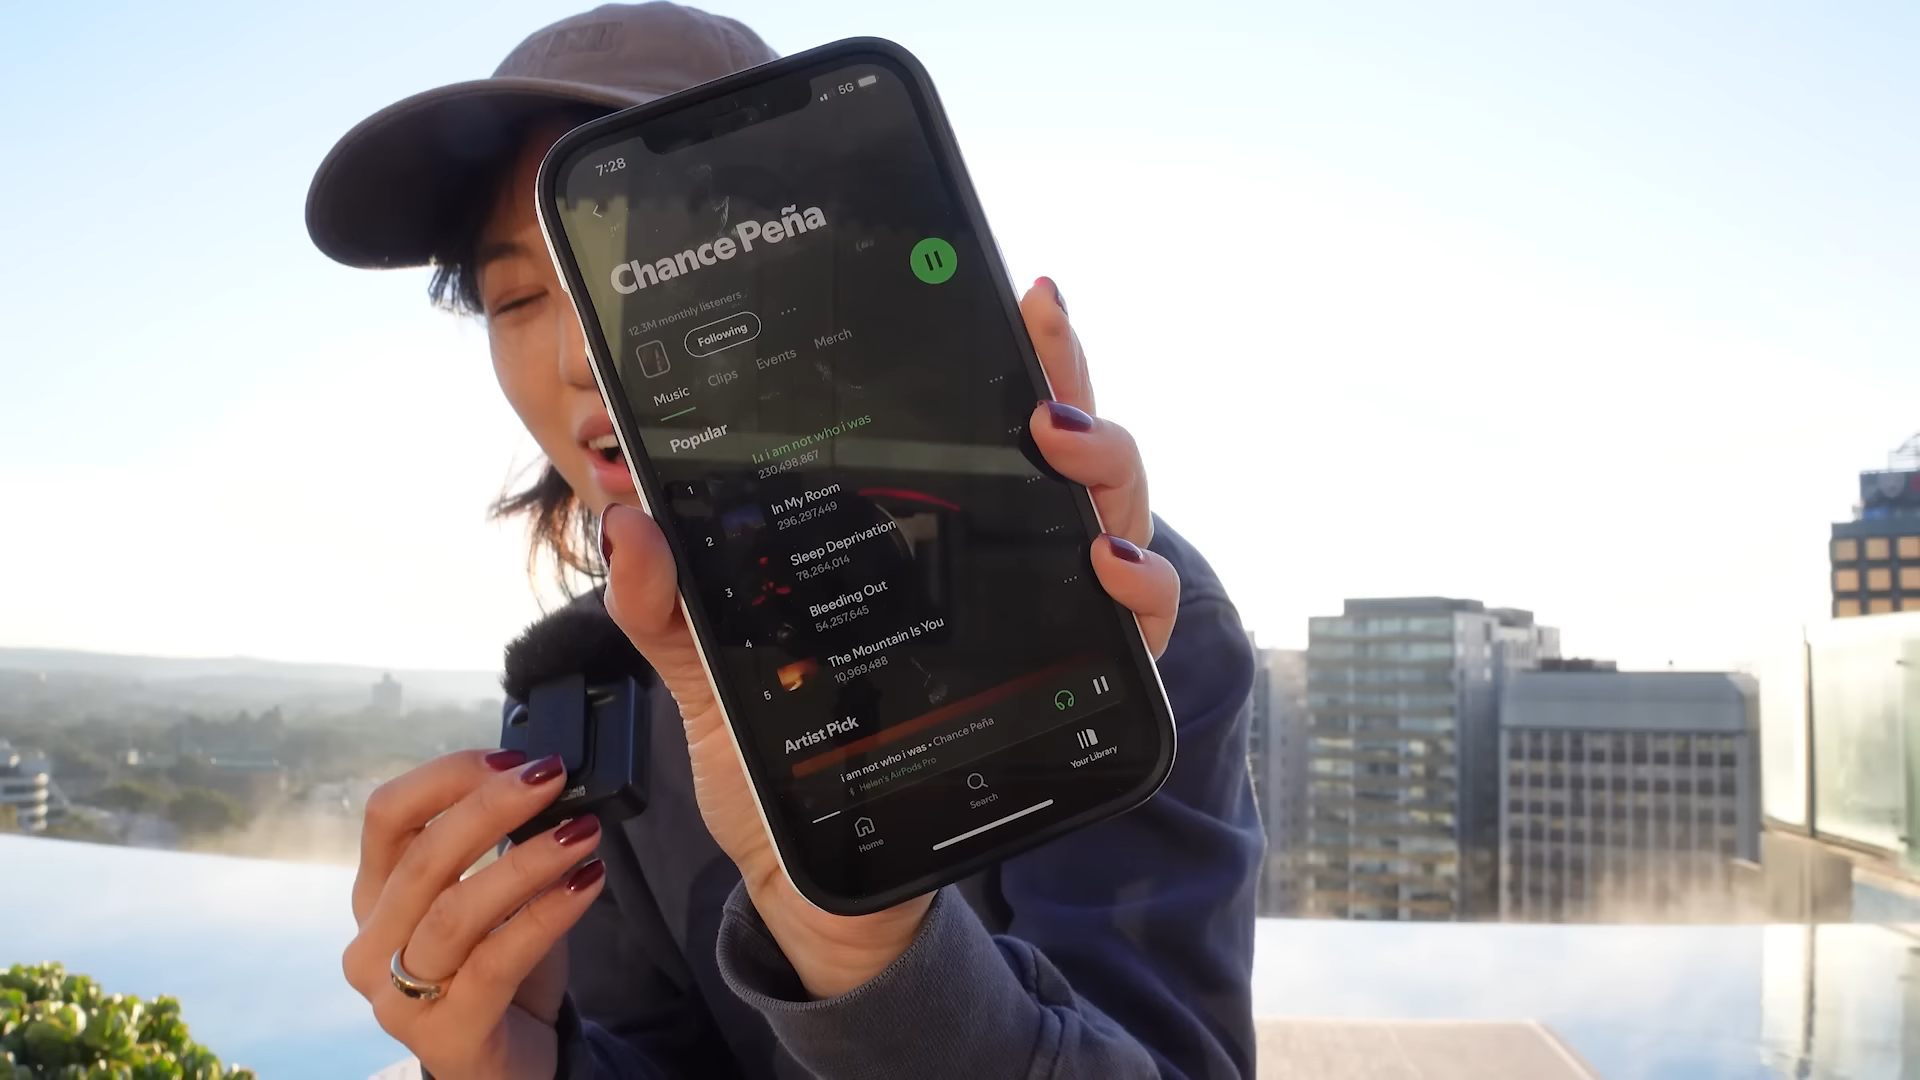 7:28
5G
Chance Peña
12.3M monthly listeners
Following
Music Clips Events Merch
Popular
1
i am not who i was
230,498,867
2
In My Room
296,297,449
3
Sleep Deprivation
78,264,014
4
Bleeding Out
54,257,645
5
The Mountain Is You
10,969,488
Artist Pick
i am not who i was • Chance Peña
Helen's AirPods Pro
Home
Search
Your Library